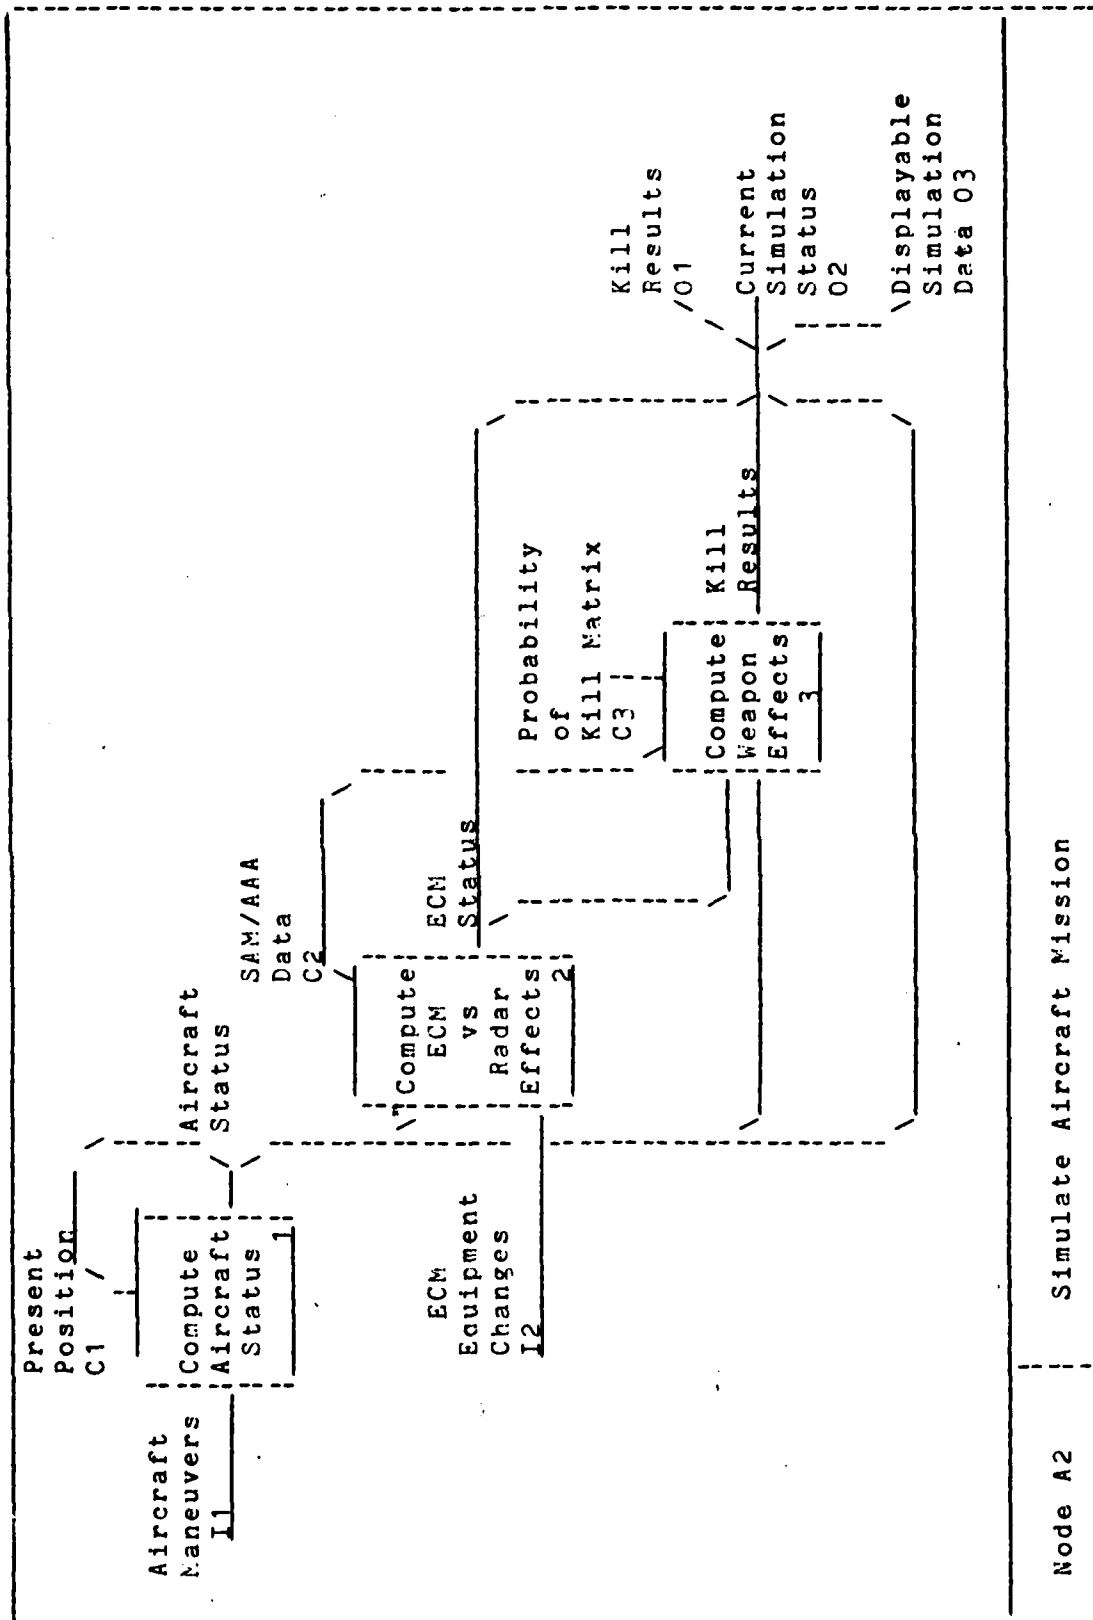 Present
Position
C1
Aircraft
Maneuvers
I1
Compute
Aircraft
Status
1
Aircraft
Status
SAM/AAA
Data
C2
ECM
Equipment
Changes
I2
Compute
ECM
vs
Radar
Effects
2
ECM
Status
Probability
of
Kill Matrix
C3
Compute
Weapon
Effects
3
Kill
Results
Kill
Results
O1
Current
Simulation
Status
O2
Displayable
Simulation
Data O3
Node A2
Simulate Aircraft Mission